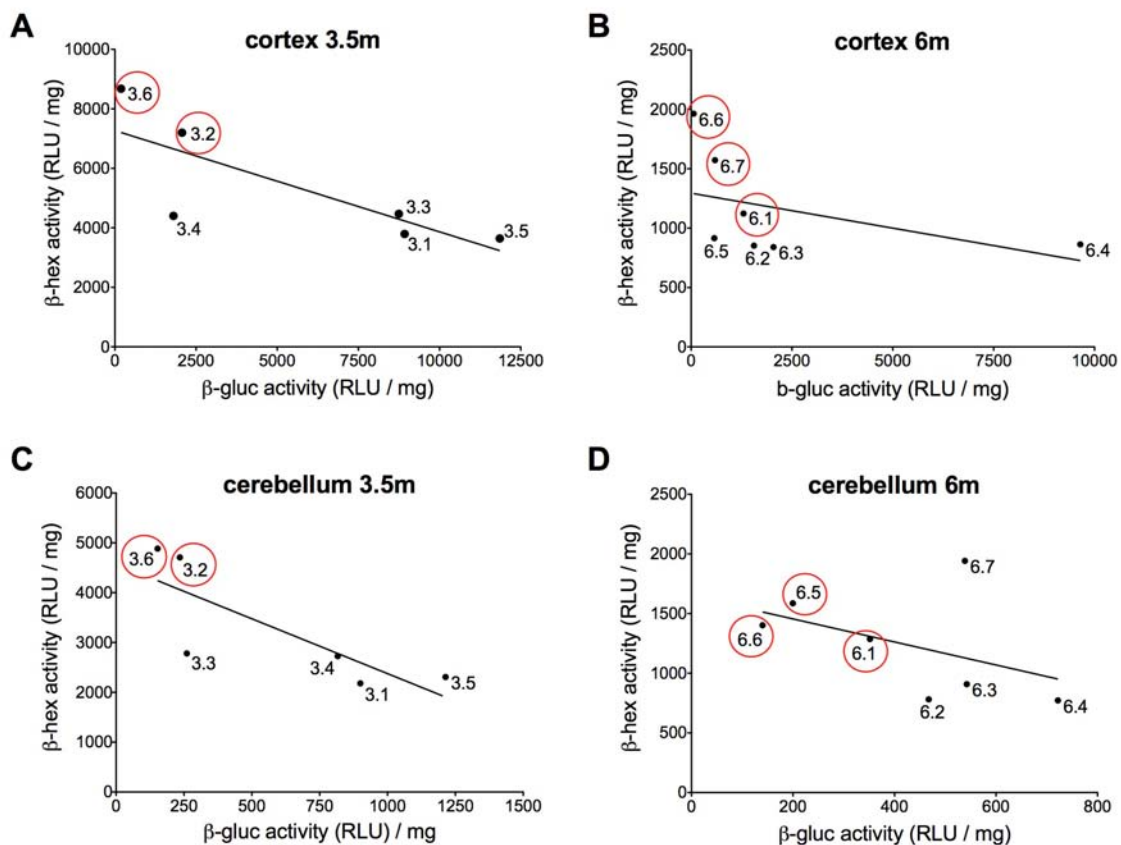 A
cortex 3.5m
β-hex activity (RLU / mg)
10000
8000
6000
4000
2000
0
3.6
3.2
3.4
3.3
3.1
3.5
0 2500 5000 7500 10000 12500
β-gluc activity (RLU / mg)
B
cortex 6m
β-hex activity (RLU / mg)
2500
2000
1500
1000
500
0
6.6
6.7
6.1
6.5
6.2
6.3
6.4
0 2500 5000 7500 10000
b-gluc activity (RLU / mg)
C
cerebellum 3.5m
β-hex activity (RLU / mg)
6000
5000
4000
3000
2000
1000
0
3.6
3.2
3.3
3.4
3.1
3.5
0 250 500 750 1000 1250 1500
β-gluc activity (RLU) / mg
D
cerebellum 6m
β-hex activity (RLU / mg)
2500
2000
1500
1000
500
0
6.7
6.5
6.6
6.1
6.2
6.3
6.4
0 200 400 600 800
β-gluc activity (RLU / mg)